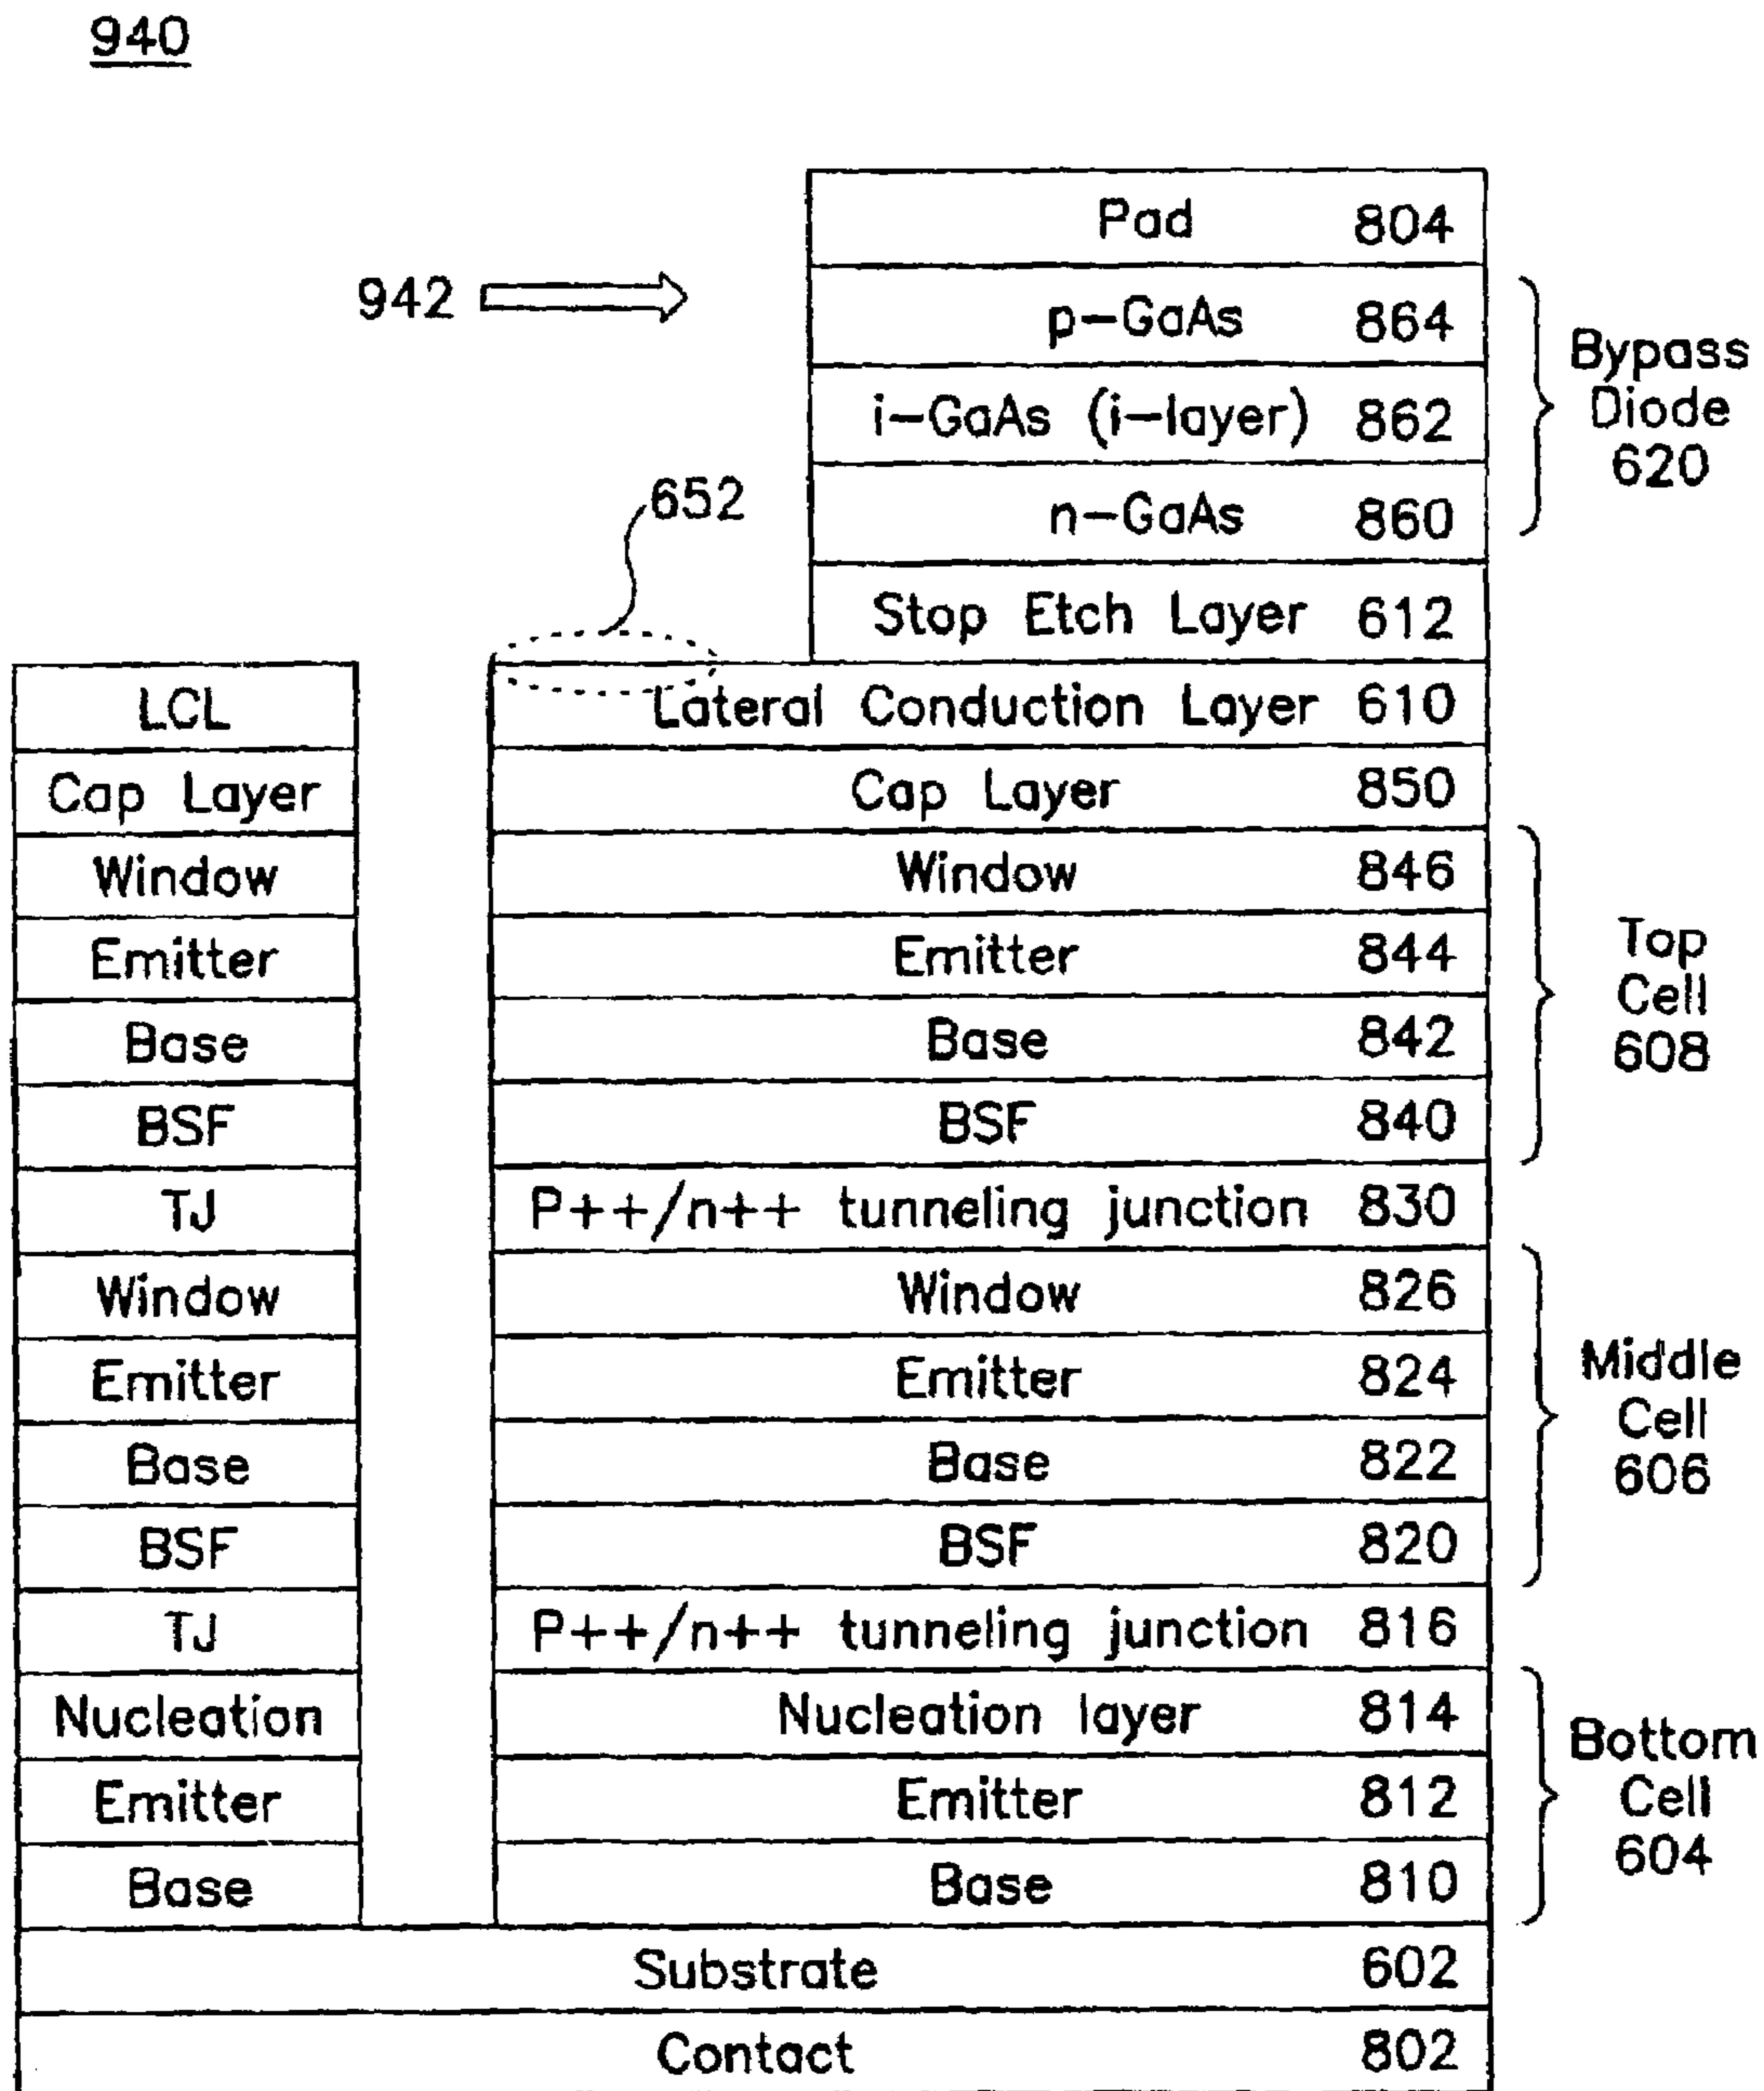 940
Pad 804
942
p-GaAs 864
i-GaAs (i-layer) 862
n-GaAs 860
Bypass
Diode
620
652
Stop Etch Layer 612
LCL
Lateral Conduction Layer 610
Cap Layer
Cap Layer 850
Window
Window 846
Emitter
Emitter 844
Base
Base 842
BSF
BSF 840
Top
Cell
608
TJ
P++/n++ tunneling junction 830
Window
Window 826
Emitter
Emitter 824
Base
Base 822
BSF
BSF 820
Middle
Cell
606
TJ
P++/n++ tunneling junction 816
Nucleation
Nucleation layer 814
Emitter
Emitter 812
Base
Base 810
Bottom
Cell
604
Substrate 602
Contact 802